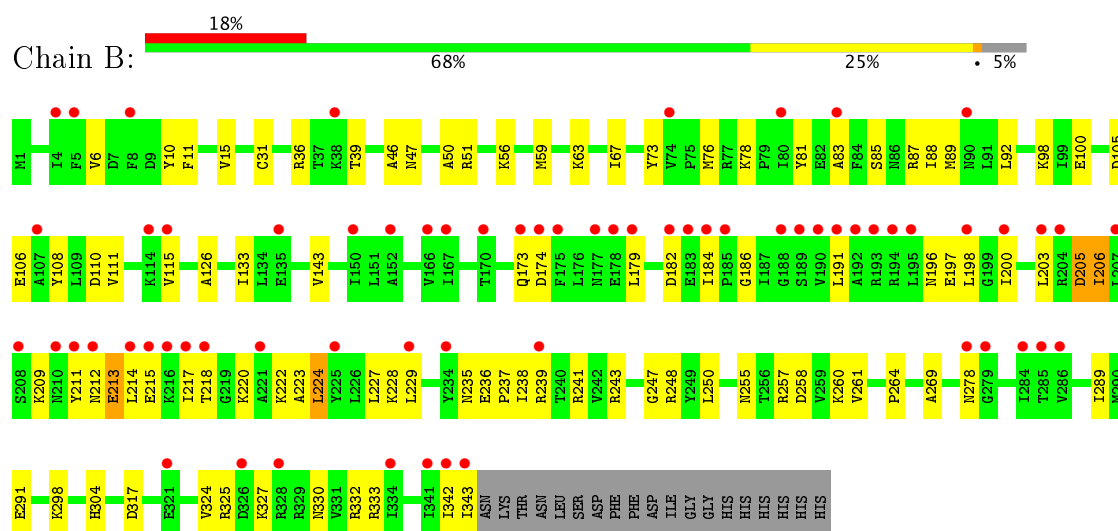 18%
Chain B:
68% 25% • 5%
M1 I4 F5 V6 D7 F8 D9 Y10 F11 V15 C31 R36 T37 K38 T39 A46 N47 A50 R51 K56 M59 K63 I67 Y73 V74 P75 M76 R77 K78 P79 I80 Y81 E82 A83 F84 S85 N86 R87 I88 M89 N90 L91 L92 K98 I99 E100 D105
E106 A107 Y108 L109 D110 V111 K114 V115 A126 I133 L134 E135 V143 I150 L151 A152 V166 I167 T170 Q173 D174 F175 L176 N177 E178 L179 D182 E183 I184 P185 G186 I187 G188 S189 V190 L191 A192 R193 R194 L195 N196 E197 L198 G199 I200 L203 R204 D205 I206 L207
S208 K209 N210 Y211 N212 E213 L214 E215 K216 I217 T218 G219 K220 A221 K222 A223 L224 Y225 L226 L227 K228 L229 Y234 N235 E236 P237 I238 R239 T240 R241 V242 R243 G247 R248 Y249 L250 N255 T256 R257 D258 V259 K260 V261 P264 A269 N278 G279 I284 T285 V286 I289
E291 K298 H304 D317 E321 V324 R325 D326 K327 R328 R329 N330 V331 R332 R333 I334 I341 I342 I343 ASN LYS THR ASN LEU SER ASP PHE PHE ASP ILE GLY GLY HIS HIS HIS HIS HIS HIS